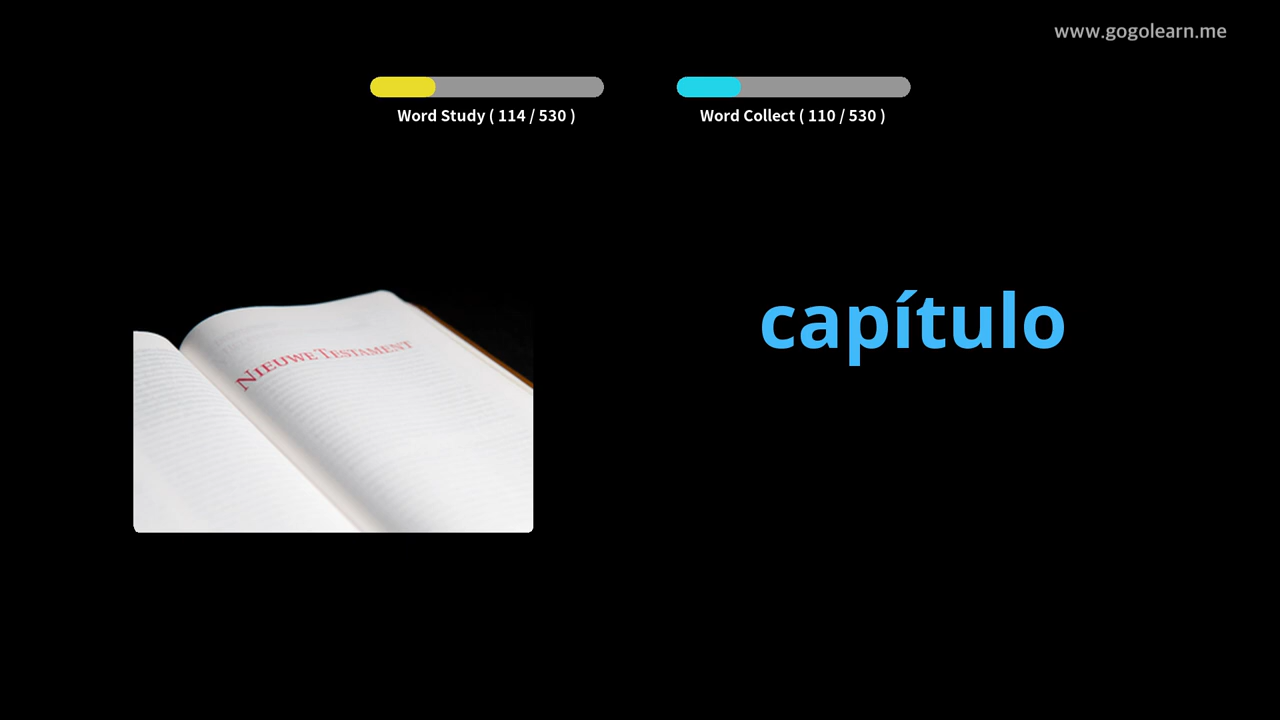 www.gogolearn.me
Word Study ( 114 / 530 )
Word Collect ( 110 / 530 )
NIEUWE TESTAMENT
capítulo